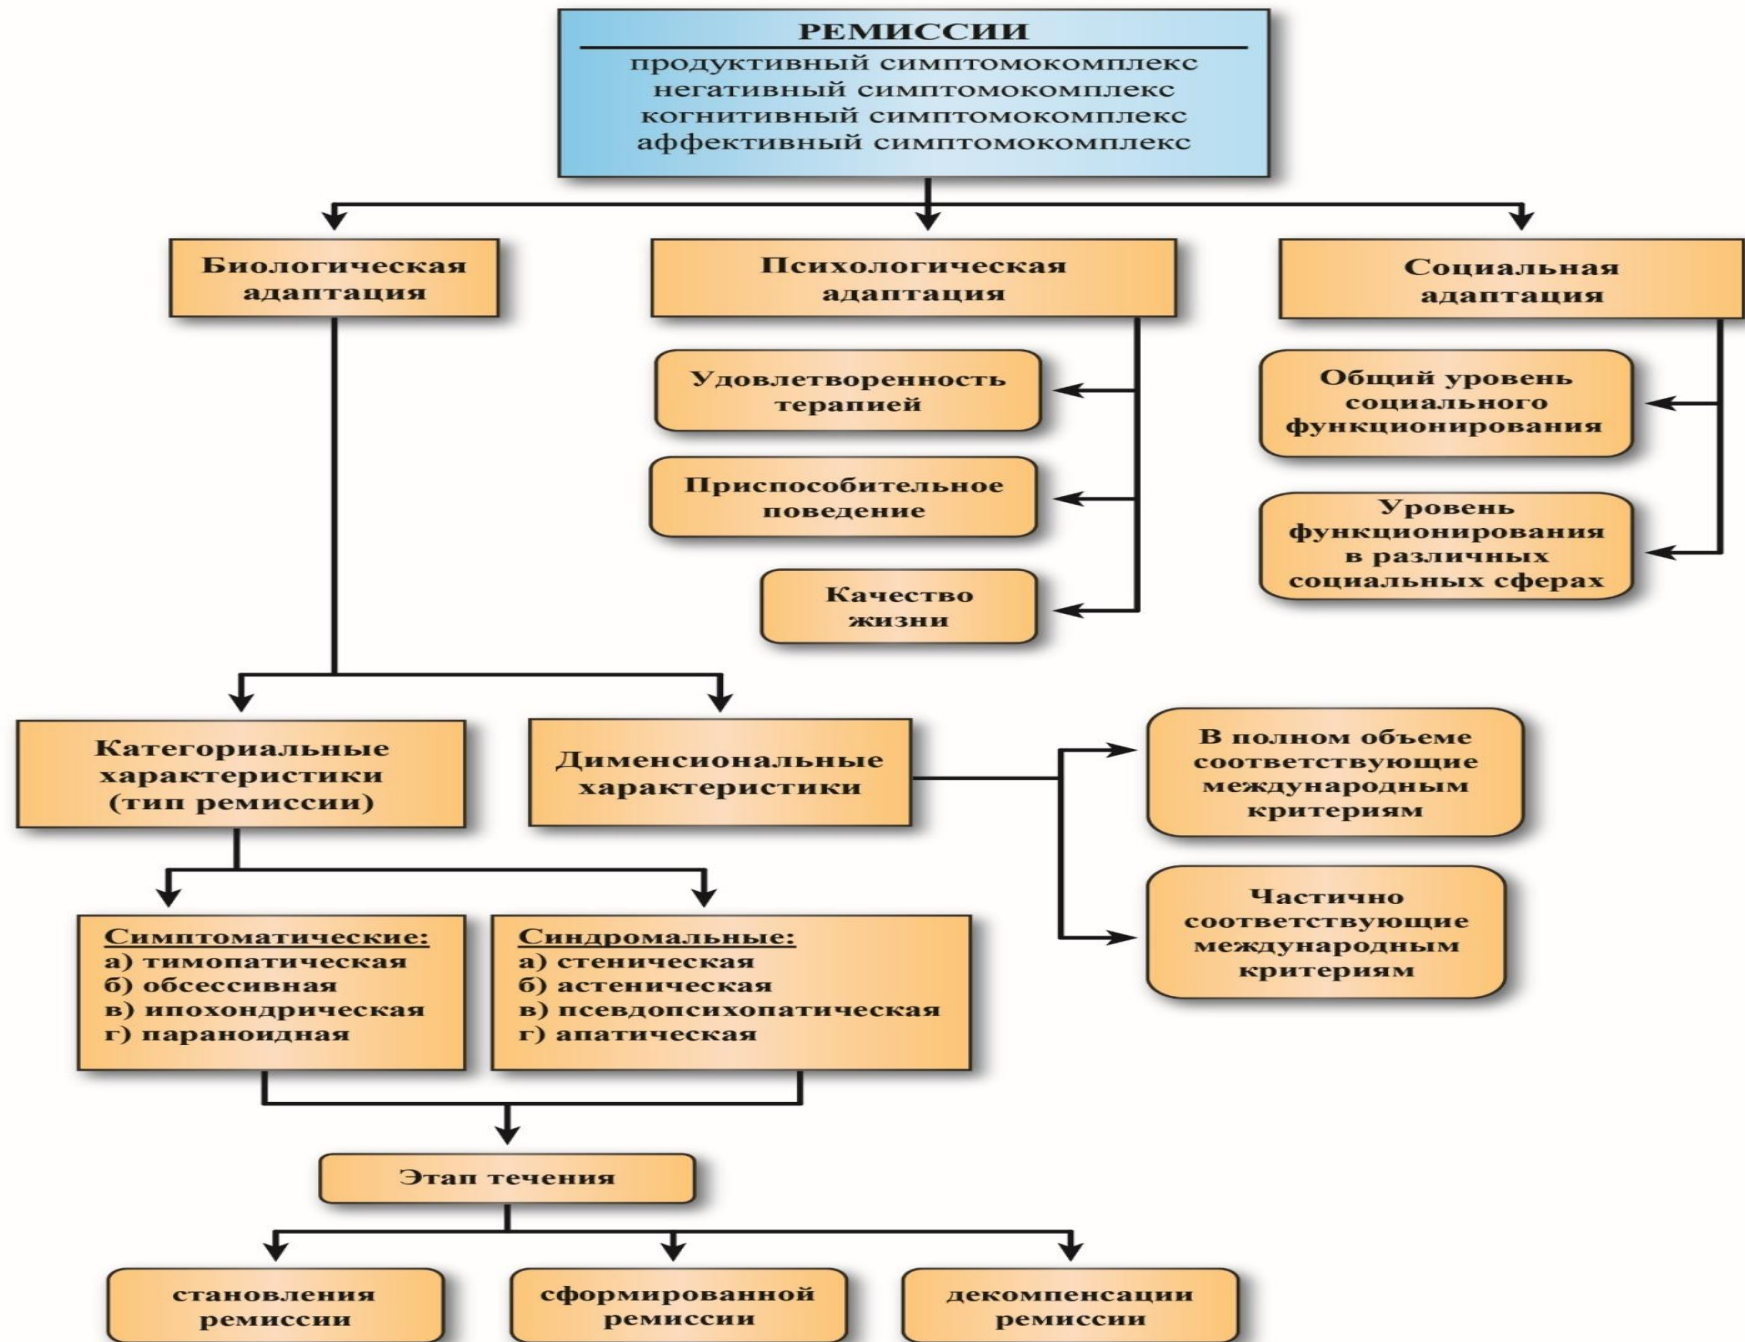 РЕМИССИИ
продуктивный симптомокомплекс
негативный симптомокомплекс
когнитивный симптомокомплекс
аффективный симптомокомплекс
Биологическая
адаптация
Психологическая
адаптация
Социальная
адаптация
Удовлетворенность
терапией
Приспособительное
поведение
Качество
жизни
Общий уровень
социального
функционирования
Уровень
функционирования
в различных
социальных сферах
Категориальные
характеристики
(тип ремиссии)
Дименсиональные
характеристики
В полном объеме
соответствующие
международным
критериям
Частично
соответствующие
международным
критериям
Симптоматические:
а) тимопатическая
б) обсессивная
в) ипохондрическая
г) параноидная
Синдромальные:
а) стеническая
б) астеническая
в) псевдопсихопатическая
г) апатическая
Этап течения
становления
ремиссии
сформированной
ремиссии
декомпенсации
ремиссии